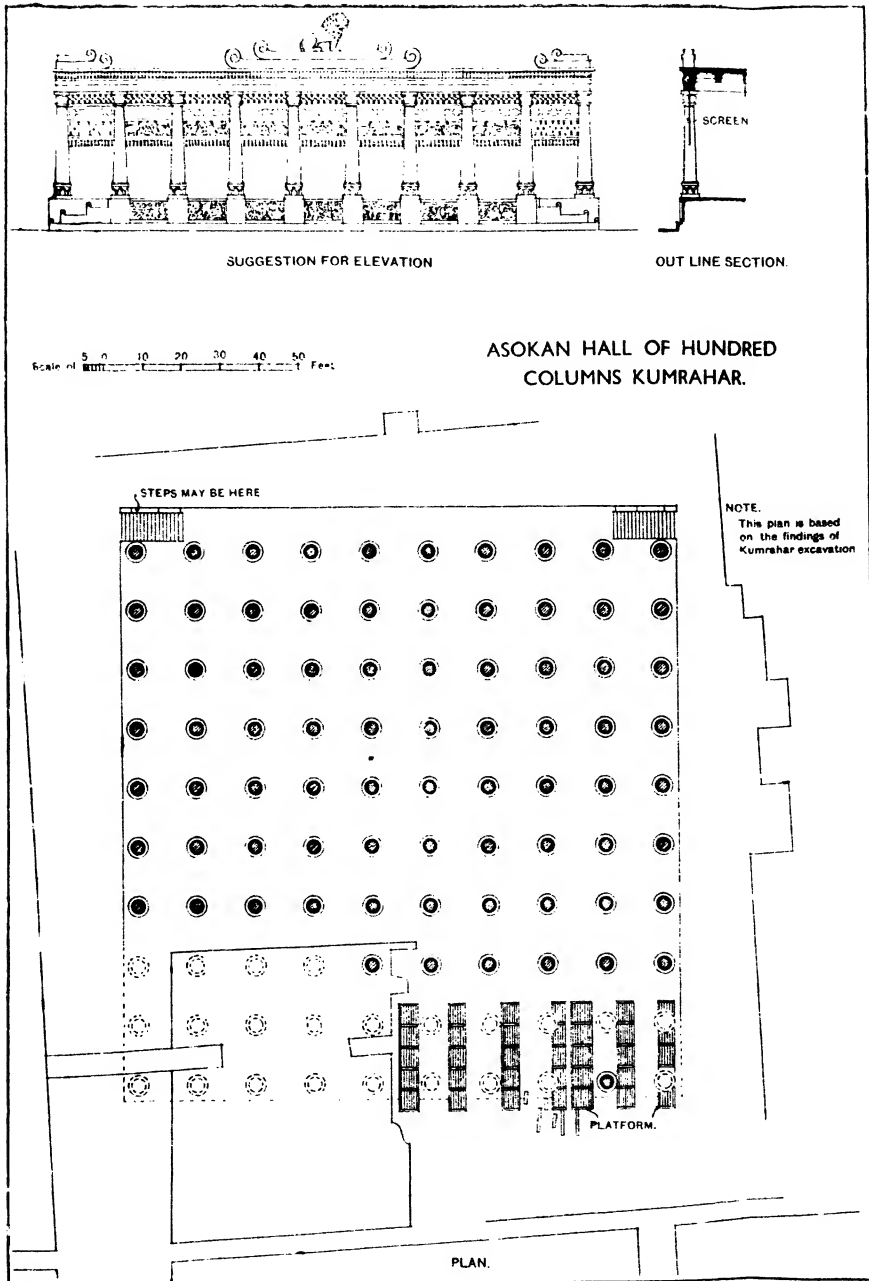 SCREEN
SUGGESTION FOR ELEVATION
OUT LINE SECTION.
Scale of 5 0 10 20 30 40 50 Feet
ASOKAN HALL OF HUNDRED
COLUMNS KUMRAHAR.
STEPS MAY BE HERE
NOTE.
This plan is based
on the findings of
Kumrahar excavation
PLATFORM.
PLAN.